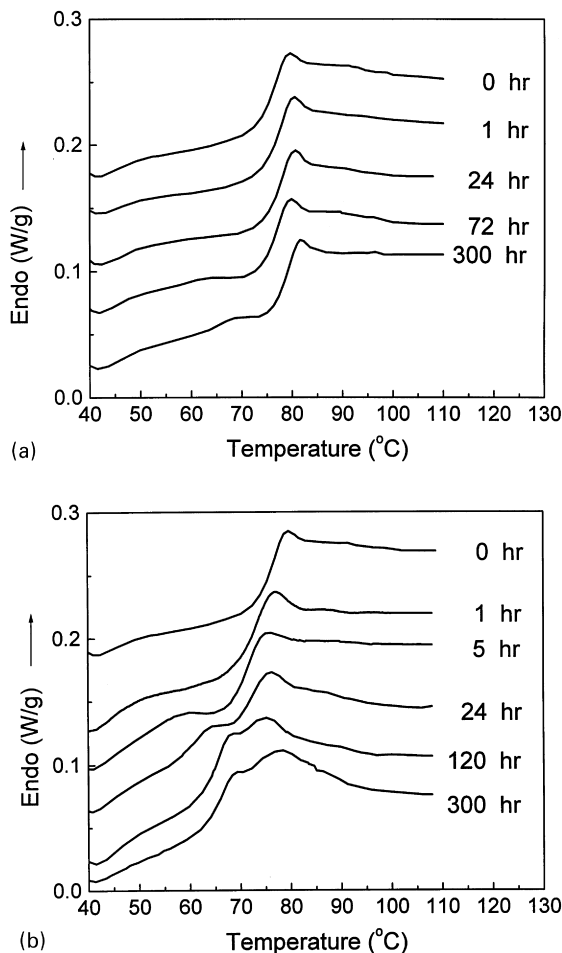 0.3
0.2
0.1
0.0
Endo (W/g)
0 hr
1 hr
24 hr
72 hr
300 hr
40 50 60 70 80 90 100 110 120 130
Temperature (°C)
(a)
0.3
0.2
0.1
0.0
Endo (W/g)
0 hr
1 hr
5 hr
24 hr
120 hr
300 hr
40 50 60 70 80 90 100 110 120 130
Temperature (°C)
(b)